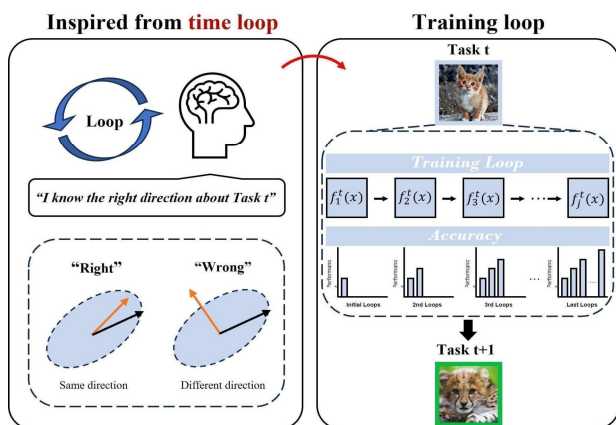 Inspired from time loop
Loop
“I know the right direction about Task t”
“Right”
“Wrong”
Same direction
Different direction
Training loop
Task t
Training Loop
f₁ᵗ(x)
f₂ᵗ(x)
f₃ᵗ(x)
.....
fⱼᵗ(x)
Accuracy
Initial Loops
2nd Loops
3rd Loops
...
...
Last Loops
Task t+1